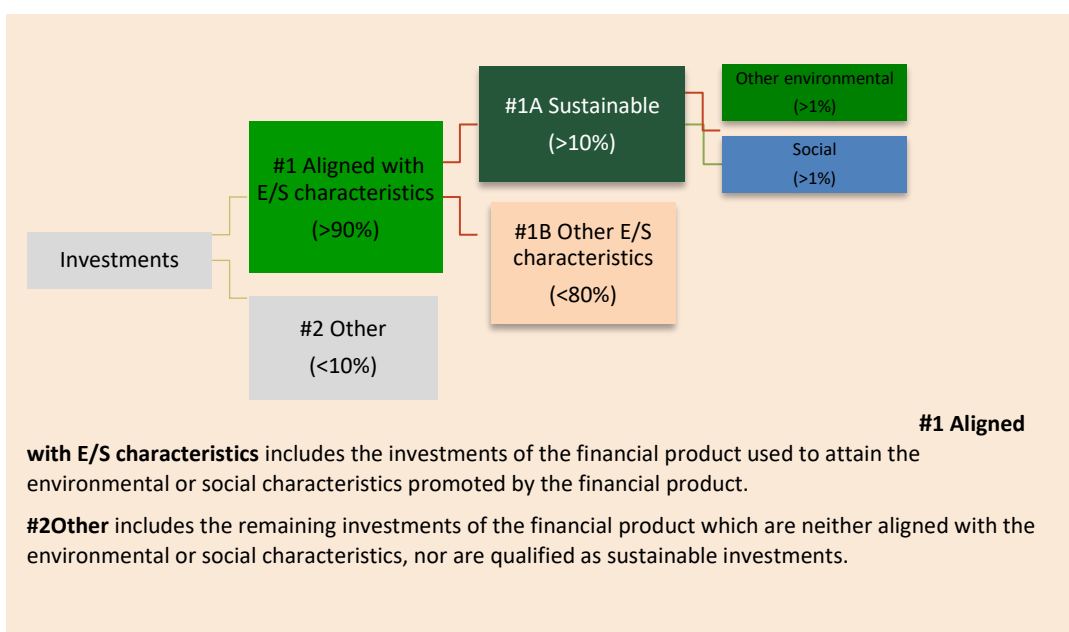 Investments
#1 Aligned with
E/S characteristics
(>90%)
#2 Other
(<10%)
#1A Sustainable
(>10%)
#1B Other E/S
characteristics
(<80%)
Other environmental
(>1%)
Social
(>1%)
#1 Aligned
with E/S characteristics includes the investments of the financial product used to attain the
environmental or social characteristics promoted by the financial product.
#2Other includes the remaining investments of the financial product which are neither aligned with the
environmental or social characteristics, nor are qualified as sustainable investments.